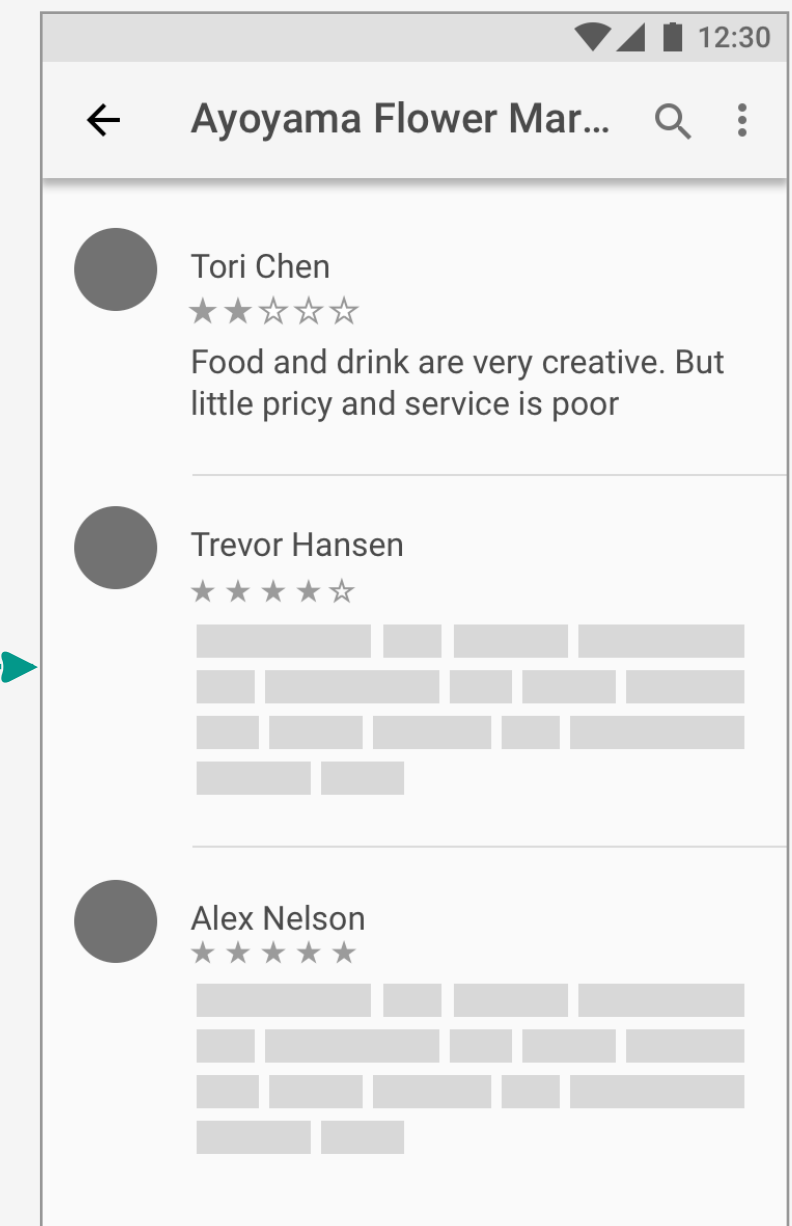 12:30
Ayoyama Flower Mar...
Tori Chen
Food and drink are very creative. But
little pricy and service is poor
Trevor Hansen
Alex Nelson